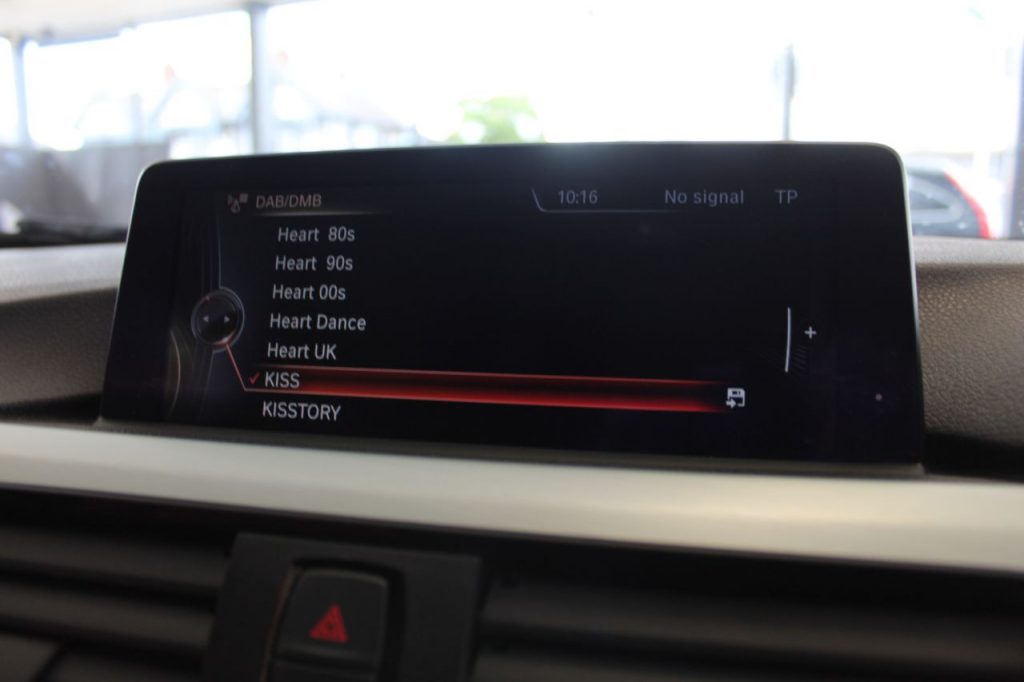 DAB/DMB 10:16 No signal TP
Heart 80s
Heart 90s
Heart 00s
Heart Dance
Heart UK
KISS
KISSTORY